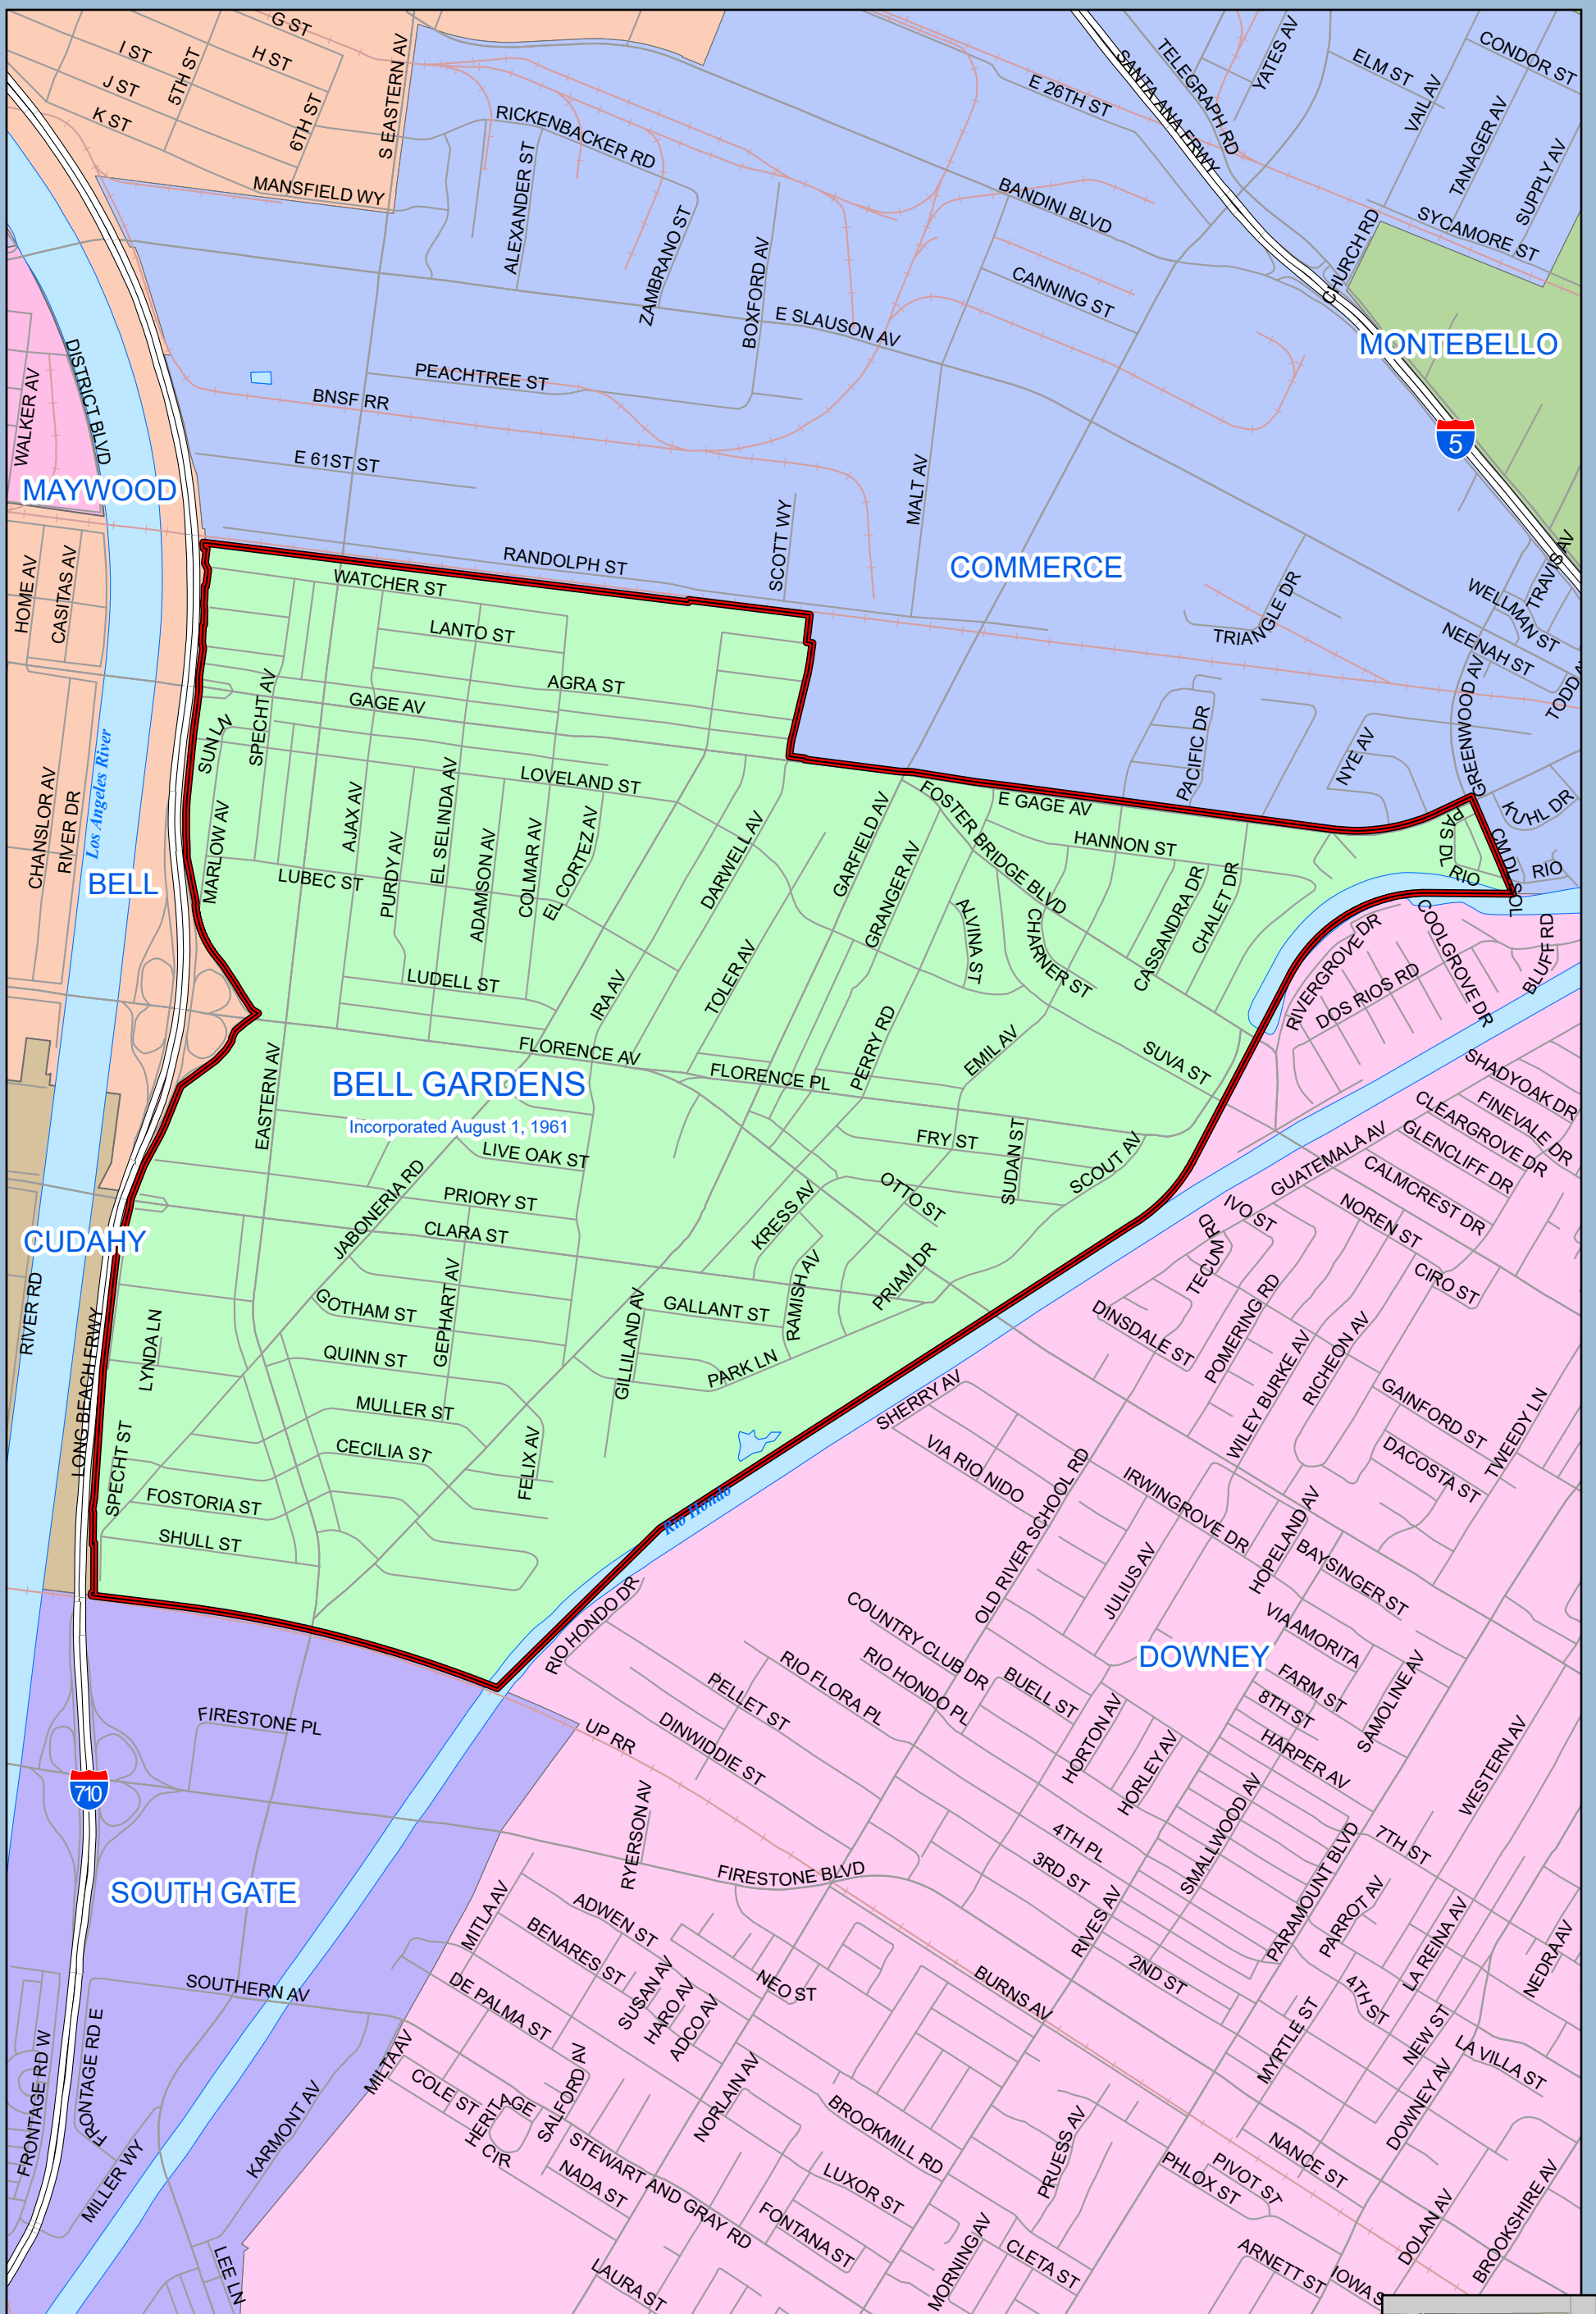 G ST
H ST
I ST
J ST
K ST
5TH ST
6TH ST
S EASTERN AV
MANSFIELD WY
RICKENBACKER RD
ALEXANDER ST
ZAMBRANO ST
BOXFORD AV
E 26TH ST
SANTA ANA FRWY
TELEGRAPH RD
YATES AV
ELM ST
CONDOR ST
VAIL AV
TANAGER AV
SUPPLY AV
SYCAMORE ST
CHURCH RD
BANDINI BLVD
CANNING ST
E SLAUSON AV
MONTEBELLO
5
DISTRICT BLVD
WALKER AV
MAYWOOD
PEACHTREE ST
BNSF RR
E 61ST ST
MALT AV
SCOTT WY
COMMERCE
RANDOLPH ST
HOME AV
CASITAS AV
TRIANGLE DR
TRAVIS AV
WELLMAN ST
NEENAH ST
GREENWOOD AV
WATCHER ST
LANTO ST
AGRA ST
GAGE AV
SPECHT AV
SUN LN
PACIFIC DR
NYE AV
KUHL DR
CHANSLOR AV
RIVER DR
Los Angeles River
BELL
MARLOW AV
LOVELAND ST
AJAX AV
PURDY AV
EL SELINDA AV
ADAMSON AV
COLMAR AV
EL CORTEZ AV
LUBEC ST
DARWELL AV
GARFIELD AV
GRANGER AV
FOSTER BRIDGE BLVD
E GAGE AV
HANNON ST
CASSANDRA DR
CHALET DR
PAS DL
RIO
CM DL SOL
RIO
ALVINA ST
CHARNER ST
RIVERGROVE DR
DOS RIOS RD
COOLGROVE DR
BLUFF RD
LUDELL ST
IRA AV
TOLER AV
FLORENCE AV
FLORENCE PL
PERRY RD
EMIL AV
SUVA ST
EASTERN AV
BELL GARDENS
Incorporated August 1, 1961
LIVE OAK ST
FRY ST
SUDAN ST
SCOUT AV
SHADYOAK DR
FINEVALE DR
CLEARGROVE DR
GLENCLIFF DR
CALMCREST DR
GUATEMALA AV
NOREN ST
IVO ST
CIRO ST
TECUM RD
PRIORY ST
JABONERIA RD
CLARA ST
KRESS AV
OTTO ST
PRIAM DR
CUDAHY
RIVER RD
LONG BEACH FRWY
LYNDA LN
GOTHAM ST
GEPHART AV
GALLANT ST
RAMISH AV
GILLILAND AV
PARK LN
QUINN ST
MULLER ST
CECILIA ST
FELIX AV
SPECHT ST
FOSTORIA ST
SHULL ST
Rio Hondo
SHERRY AV
VIA RIO NIDO
DINSDALE ST
POMERING RD
WILEY BURKE AV
RICHEON AV
GAINFORD ST
DACOSTA ST
TWEEDY LN
OLD RIVER SCHOOL RD
IRWINGROVE DR
HOPELAND AV
BAYSINGER ST
JULIUS AV
VIA AMORITA
DOWNEY
FARM ST
8TH ST
SAMOLINE AV
HARPER AV
WESTERN AV
RIO HONDO DR
COUNTRY CLUB DR
RIO HONDO PL
RIO FLORA PL
BUELL ST
PELLET ST
DINWIDDIE ST
UP RR
HORTON AV
HORLEY AV
FIRESTONE PL
710
SOUTH GATE
RYERSON AV
FIRESTONE BLVD
4TH PL
3RD ST
SMALLWOOD AV
PARAMOUNT BLVD
7TH ST
PARROT AV
LA REINA AV
NEDRA AV
RIVES AV
2ND ST
4TH ST
NEW ST
MYRTLE ST
LA VILLA ST
DOWNEY AV
MITLA AV
ADWEN ST
BENARES ST
SUSAN AV
HARO AV
ADCO AV
NEO ST
BURNS AV
DE PALMA ST
SOUTHERN AV
FRONTAGE RD W
FRONTAGE RD E
MILLER WY
KARMONT AV
LEE LN
MILTA AV
COLE ST
HERITAGE CIR
SALFORD AV
NORLAIN AV
STEWART AND GRAY RD
NADA ST
BROOKMILL RD
LUXOR ST
FONTANA ST
LAURA ST
PRUESS AV
MORNING AV
CLETA ST
PHLOX ST
PIVOT ST
NANCE ST
ARNETT ST
IOWA S
DOLAN AV
BROOKSHIRE AV